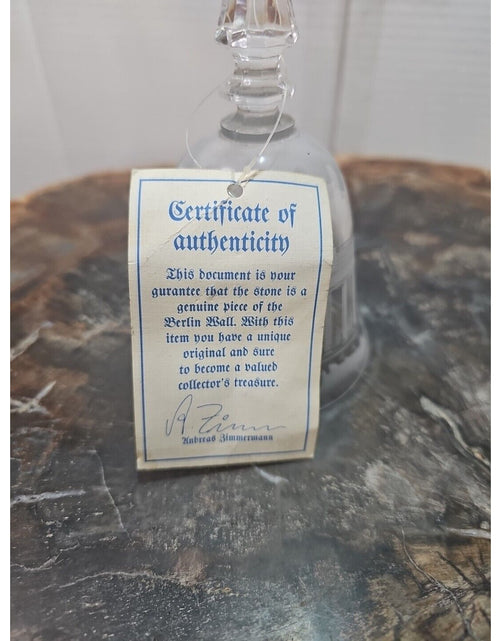 Certificate of
authenticity
This document is your
gurantee that the stone is a
genuine piece of the
Berlin Wall. With this
item you have a unique
original and sure
to become a valued
collector's treasure.
A. Zimm
Andreas Zimmermann